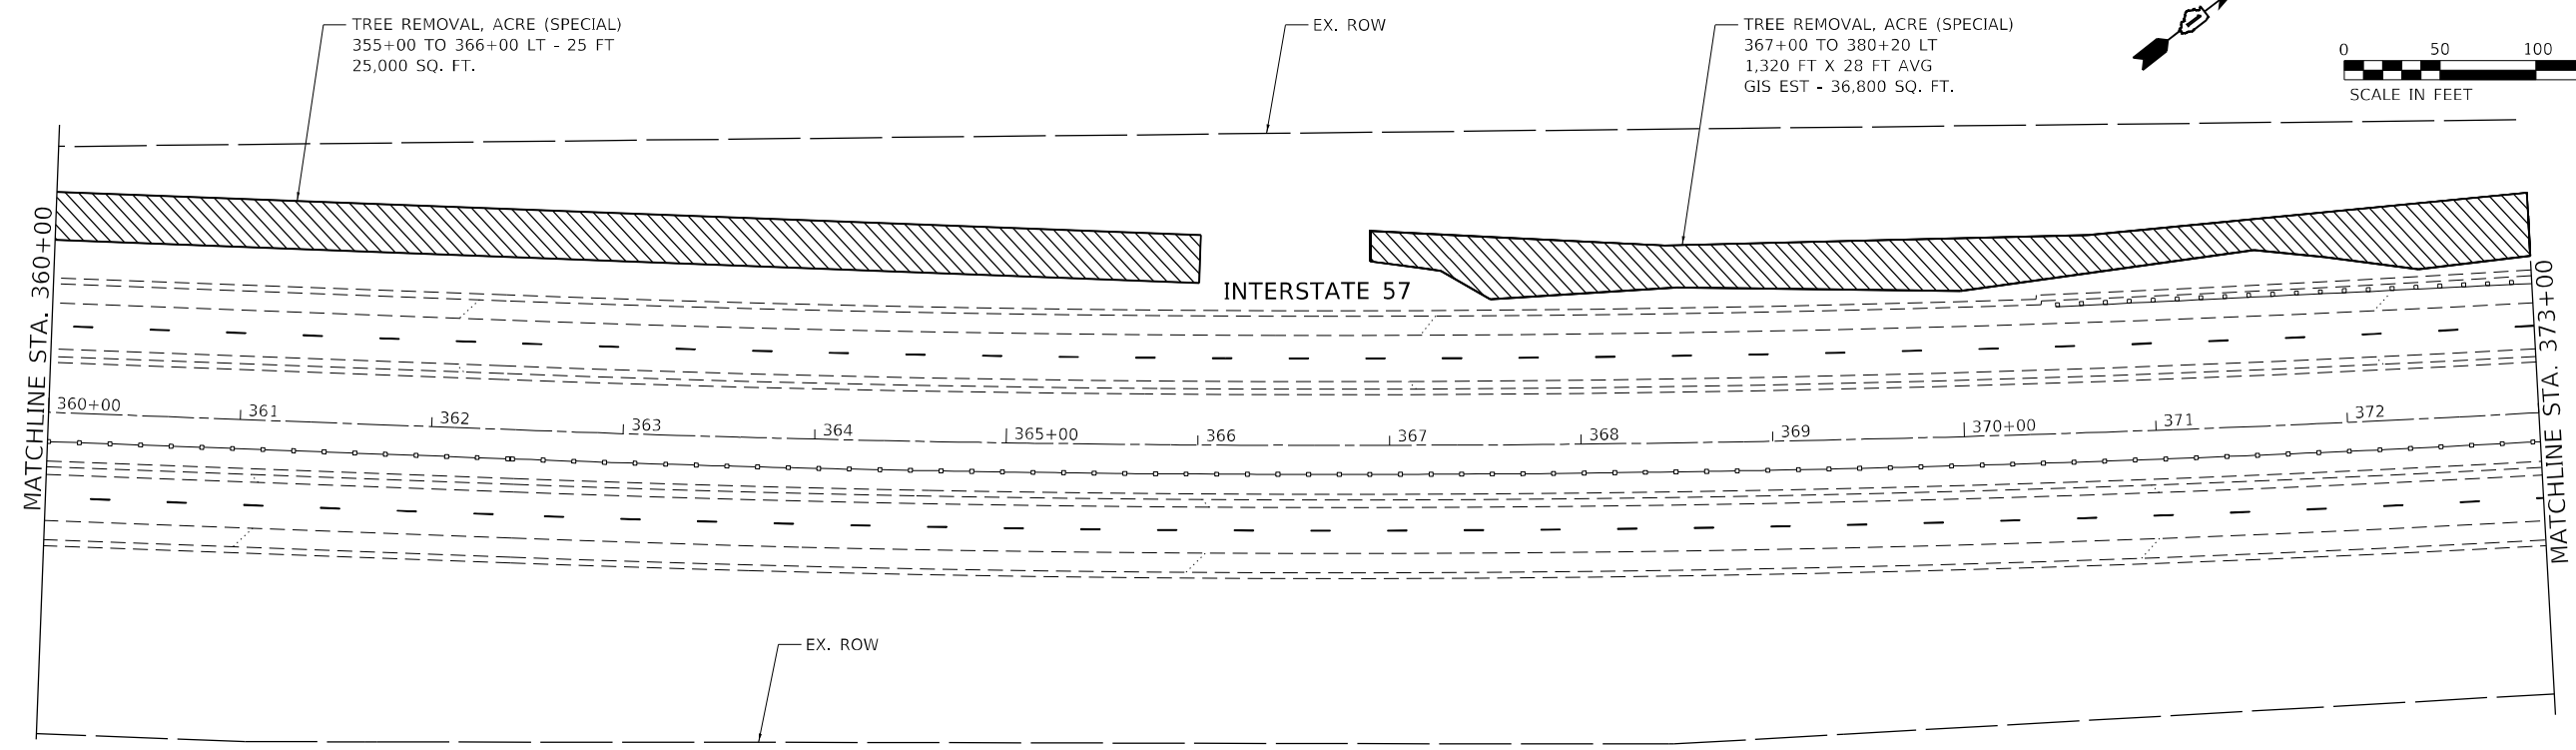 TREE REMOVAL, ACRE (SPECIAL)
355+00 TO 366+00 LT - 25 FT
25,000 SQ. FT.
EX. ROW
TREE REMOVAL, ACRE (SPECIAL)
367+00 TO 380+20 LT
1,320 FT X 28 FT AVG
GIS EST - 36,800 SQ. FT.
0 50 100
SCALE IN FEET
MATCHLINE STA. 360+00
INTERSTATE 57
MATCHLINE STA. 373+00
360+00 361 362 363 364 365+00 366 367 368 369 370+00 371 372
EX. ROW